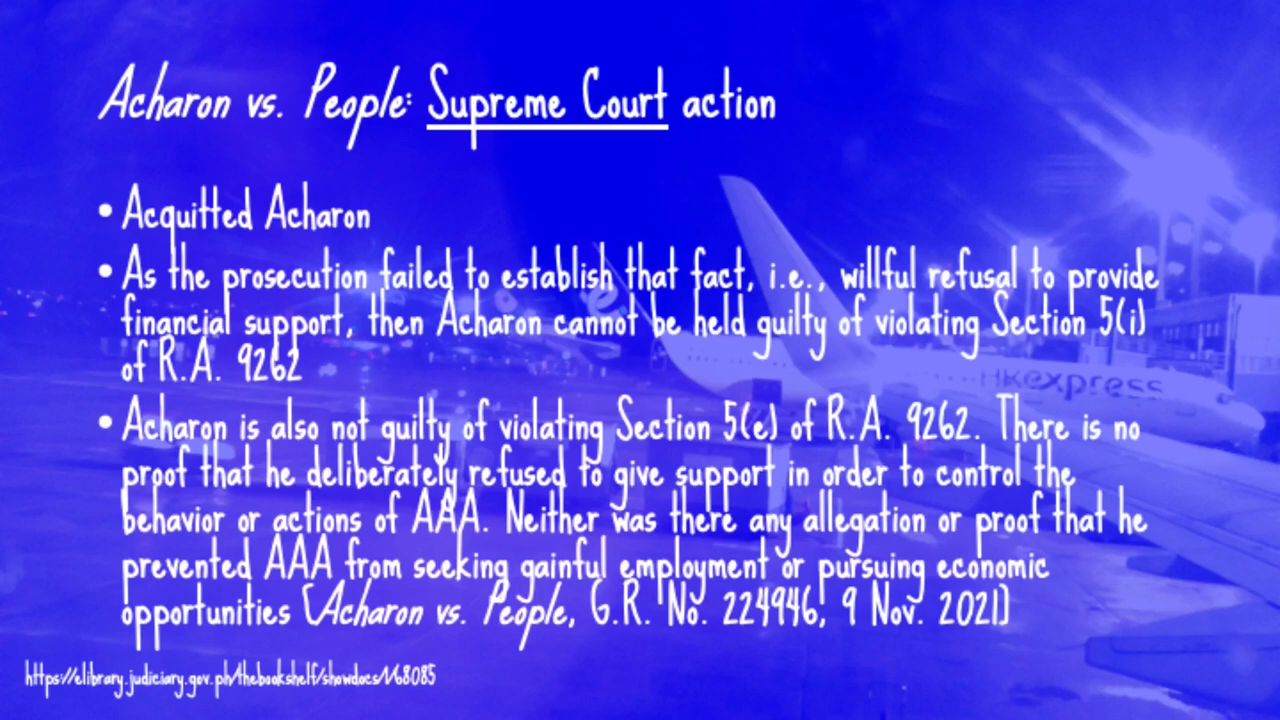 Acharon vs. People: Supreme Court action
• Acquitted Acharon
• As the prosecution failed to establish that fact, i.e., willful refusal to provide
financial support, then Acharon cannot be held guilty of violating Section 5(i)
of R.A. 9262
• Acharon is also not guilty of violating Section 5(e) of R.A. 9262. There is no
proof that he deliberately refused to give support in order to control the
behavior or actions of AAA. Neither was there any allegation or proof that he
prevented AAA from seeking gainful employment or pursuing economic
opportunities [Acharon vs. People, G.R. No. 224946, 9 Nov. 2021]
HKexpress
https://elibrary.judiciary.gov.ph/thebookshelf/showdocs/1/68085